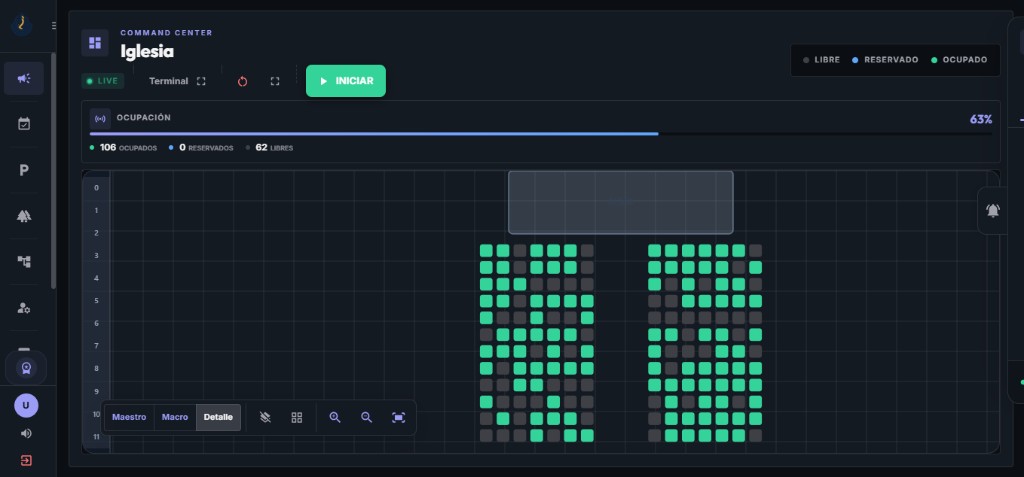 COMMAND CENTER
Iglesia
LIVE
Terminal
INICIAR
LIBRE
RESERVADO
OCUPADO
OCUPACIÓN
63%
106 OCUPADOS
0 RESERVADOS
62 LIBRES
0
1
2
3
4
5
6
7
8
9
10
11
Maestro
Macro
Detalle
P
U